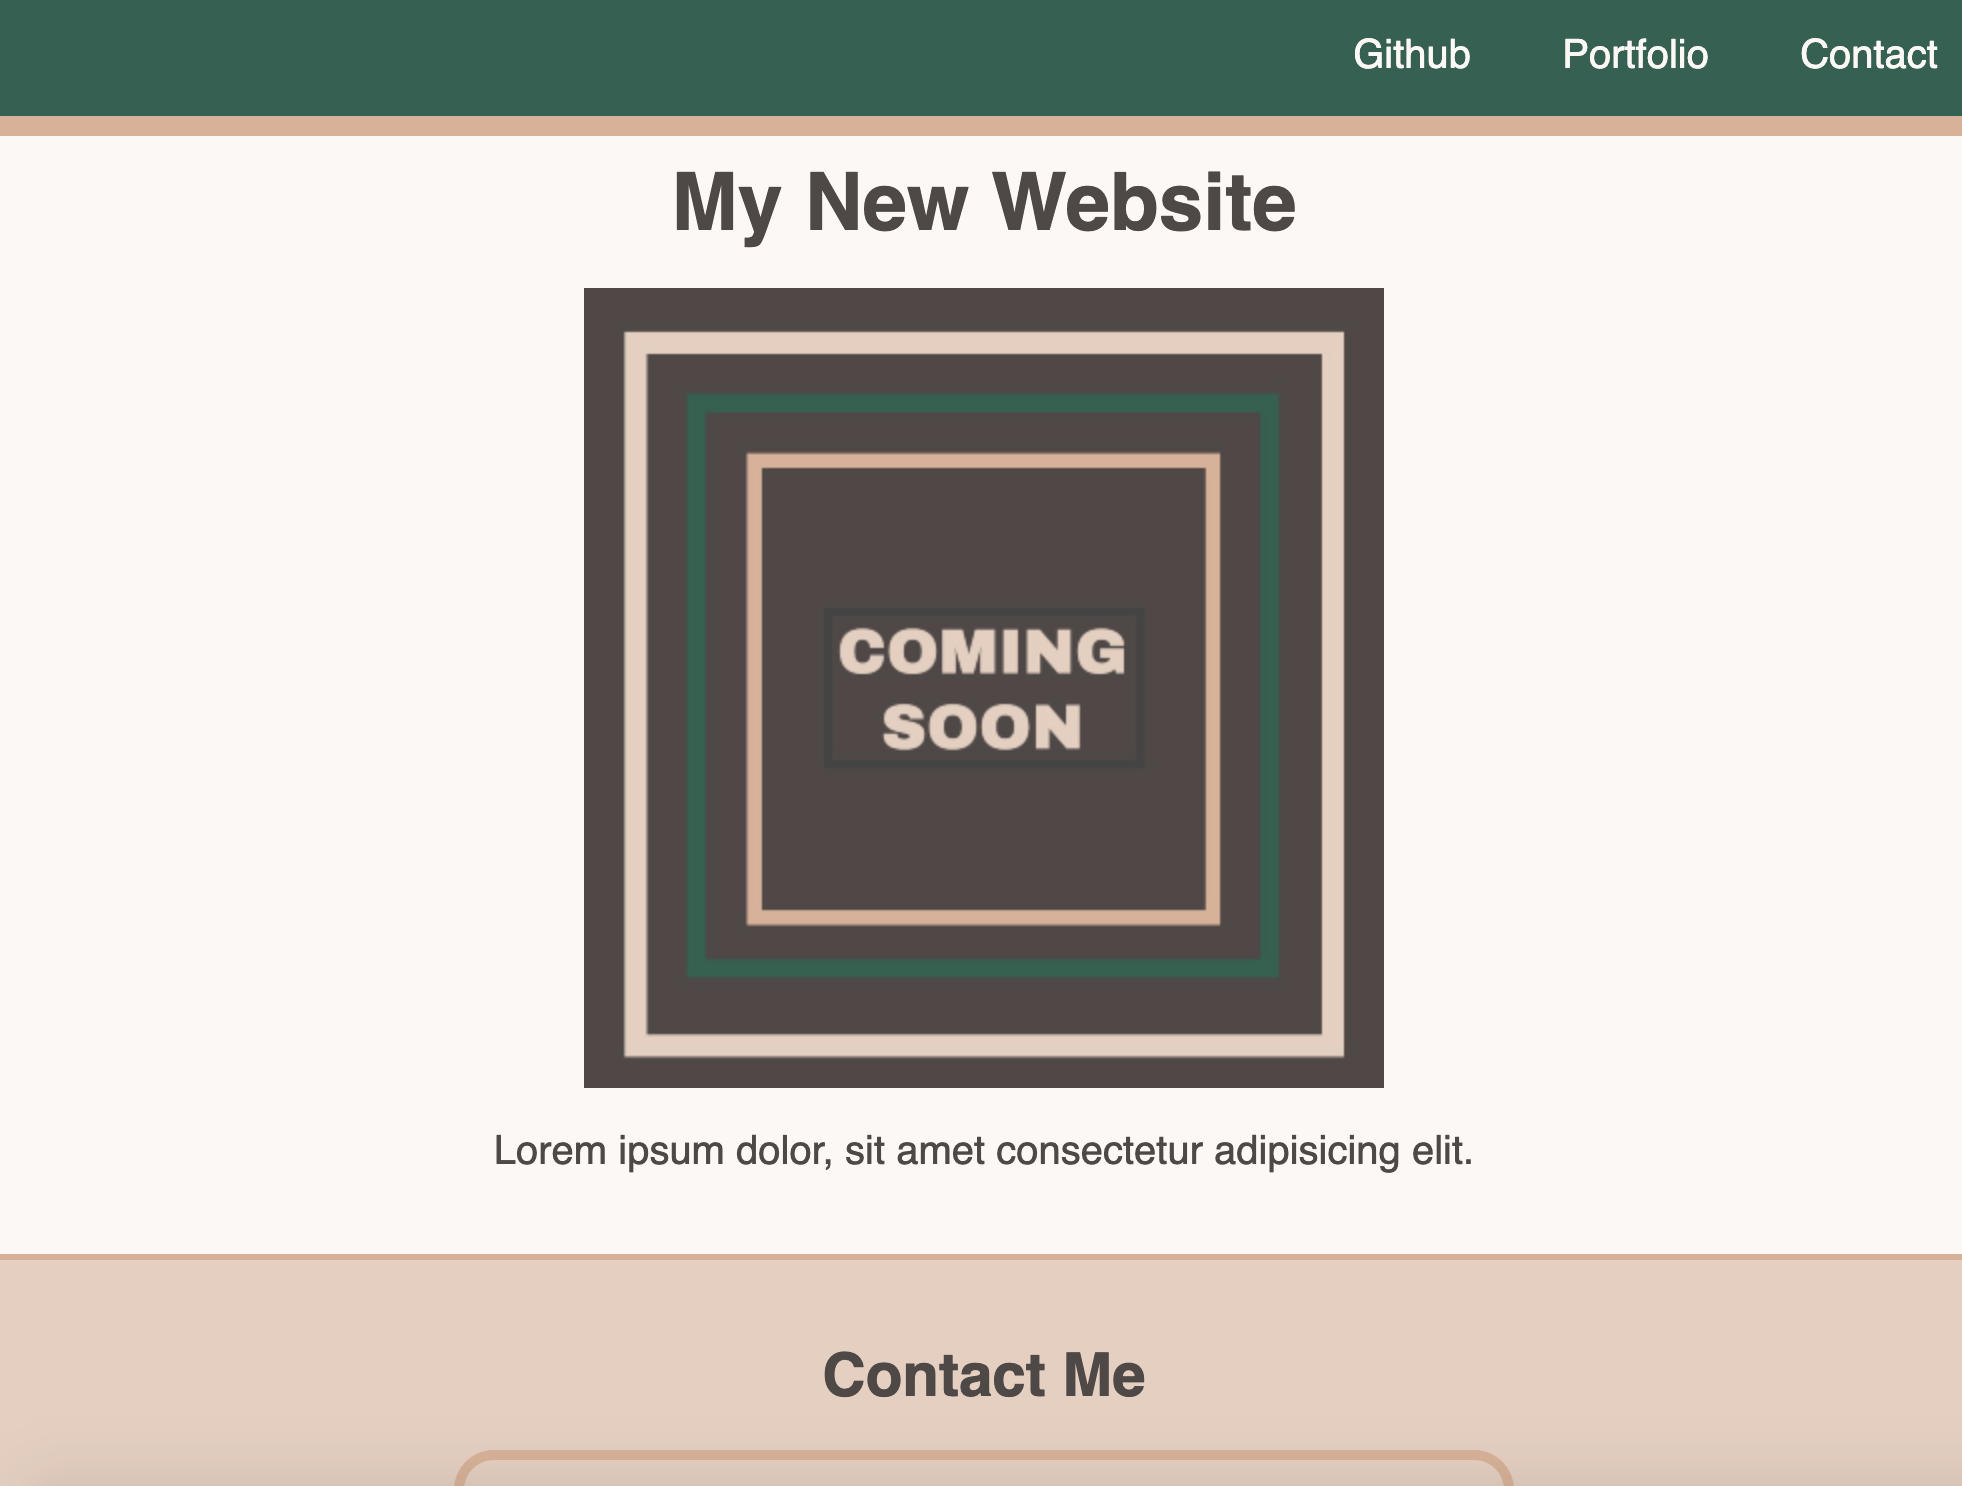 Github Portfolio Contact
My New Website
COMING
SOON
Lorem ipsum dolor, sit amet consectetur adipisicing elit.
Contact Me